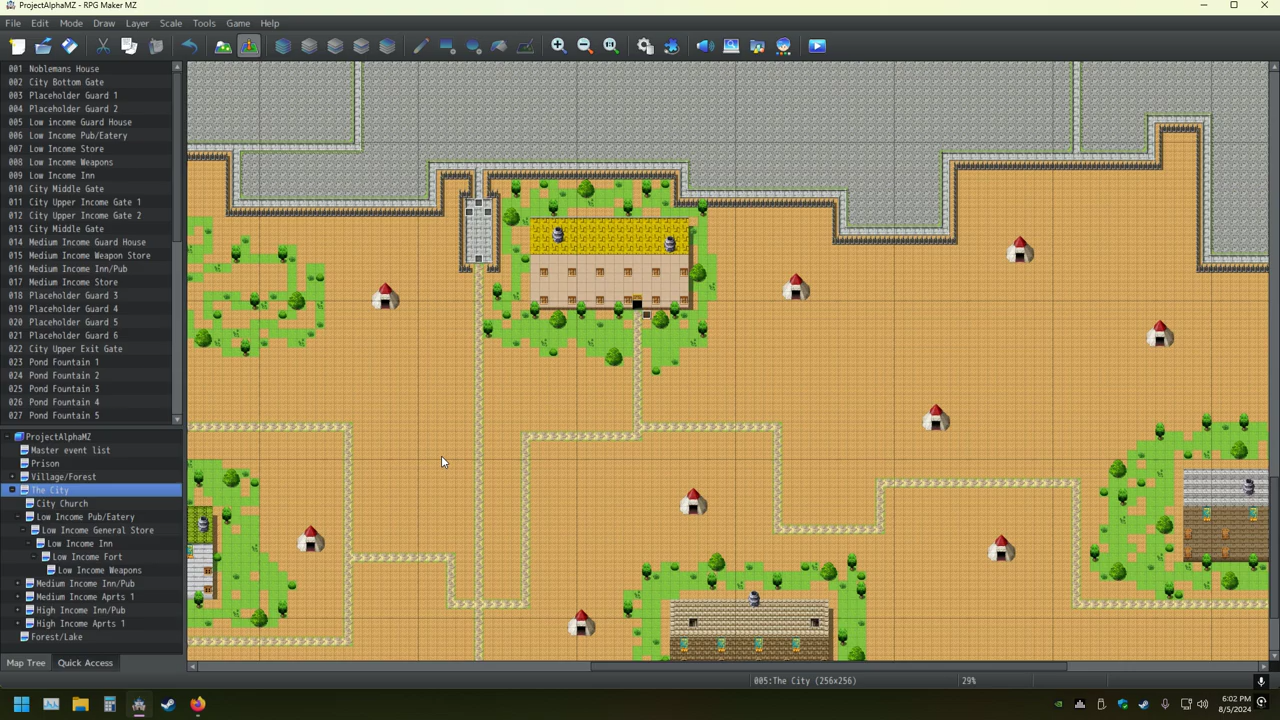 ProjectAlphaMZ - RPG Maker MZ
File Edit Mode Draw Layer Scale Tools Game Help
001 Noblemans House
002 City Bottom Gate
003 Placeholder Guard 1
004 Placeholder Guard 2
005 Low income Guard House
006 Low income Pub/Eatery
007 Low income Store
008 Low income Weapons
009 Low income Inn
010 City Middle Gate
011 City Upper Income Gate 1
012 City Upper Income Gate 2
013 City Middle Gate
014 Medium Income Guard House
015 Medium Income Weapon Store
016 Medium Income Inn/Pub
017 Medium Income Store
018 Placeholder Guard 3
019 Placeholder Guard 4
020 Placeholder Guard 5
021 Placeholder Guard 6
022 City Upper Exit Gate
023 Pond Fountain 1
024 Pond Fountain 2
025 Pond Fountain 3
026 Pond Fountain 4
027 Pond Fountain 5
ProjectAlphaMZ
Master event list
Prison
Village/Forest
The City
City Church
Low Income Pub/Eatery
Low Income General Store
Low Income Inn
Low Income Fort
Low Income Weapons
Medium Income Inn/Pub
Medium Income Aprts 1
High Income Inn/Pub
High Income Aprts 1
Forest/Lake
Map Tree Quick Access
005:The City (256x256) 29%
6:02 PM
8/5/2024